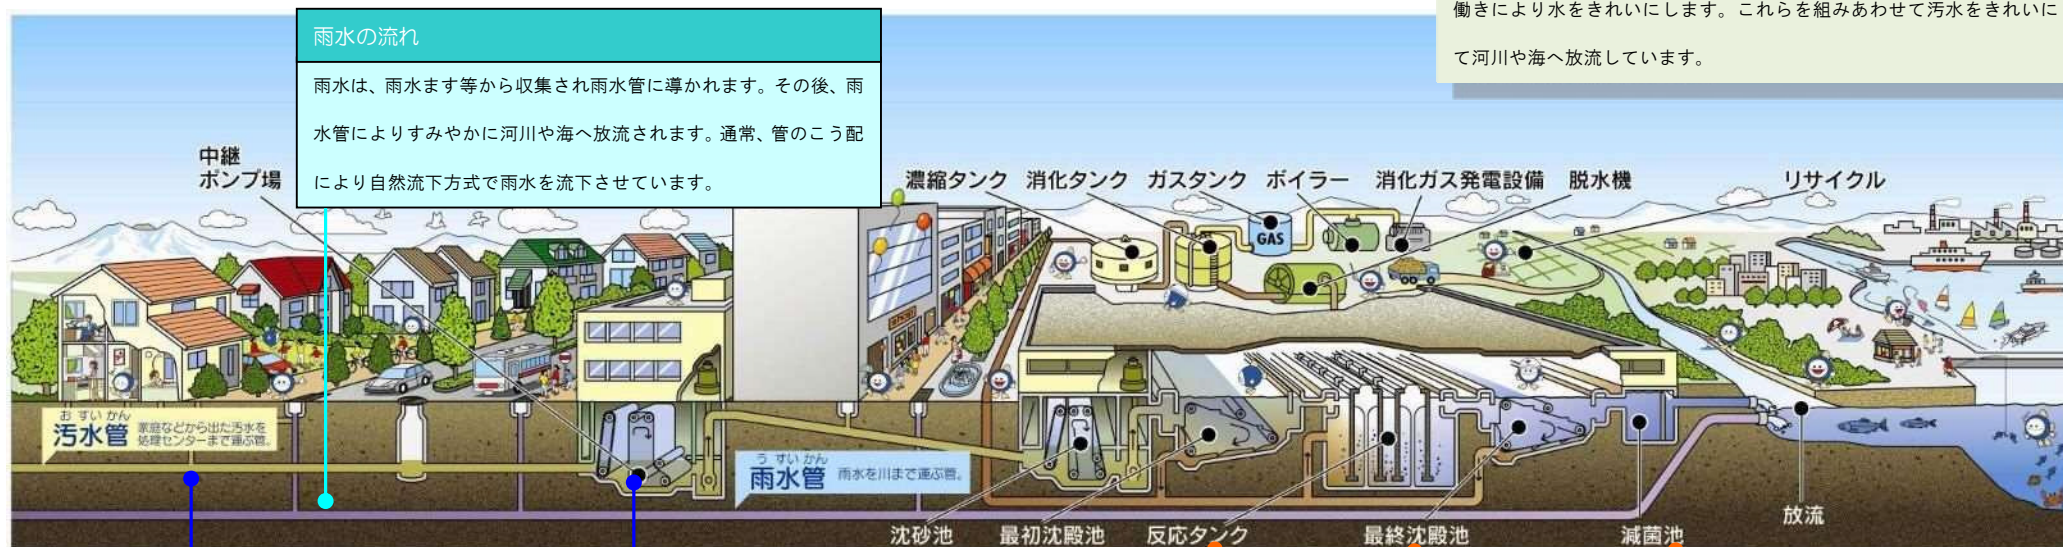 働きにより水をきれいにします。これらを組みあわせて汚水をきれいに
て河川や海へ放流しています。
雨水の流れ
雨水は、雨水ます等から収集され雨水管に導かれます。その後、雨
水管によりすみやかに河川や海へ放流されます。通常、管のこう配
により自然流下方式で雨水を流下させています。
中継
ポンプ場
濃縮タンク 消化タンク ガスタンク ボイラー 消化ガス発電設備 脱水機 リサイクル
GAS
おすいかん
汚水管 家庭などから出た汚水を
処理センターまで運ぶ管。
うすいかん
雨水管 雨水を川まで運ぶ管。
沈砂池 最初沈殿池 反応タンク 最終沈殿池 滅菌池 放流